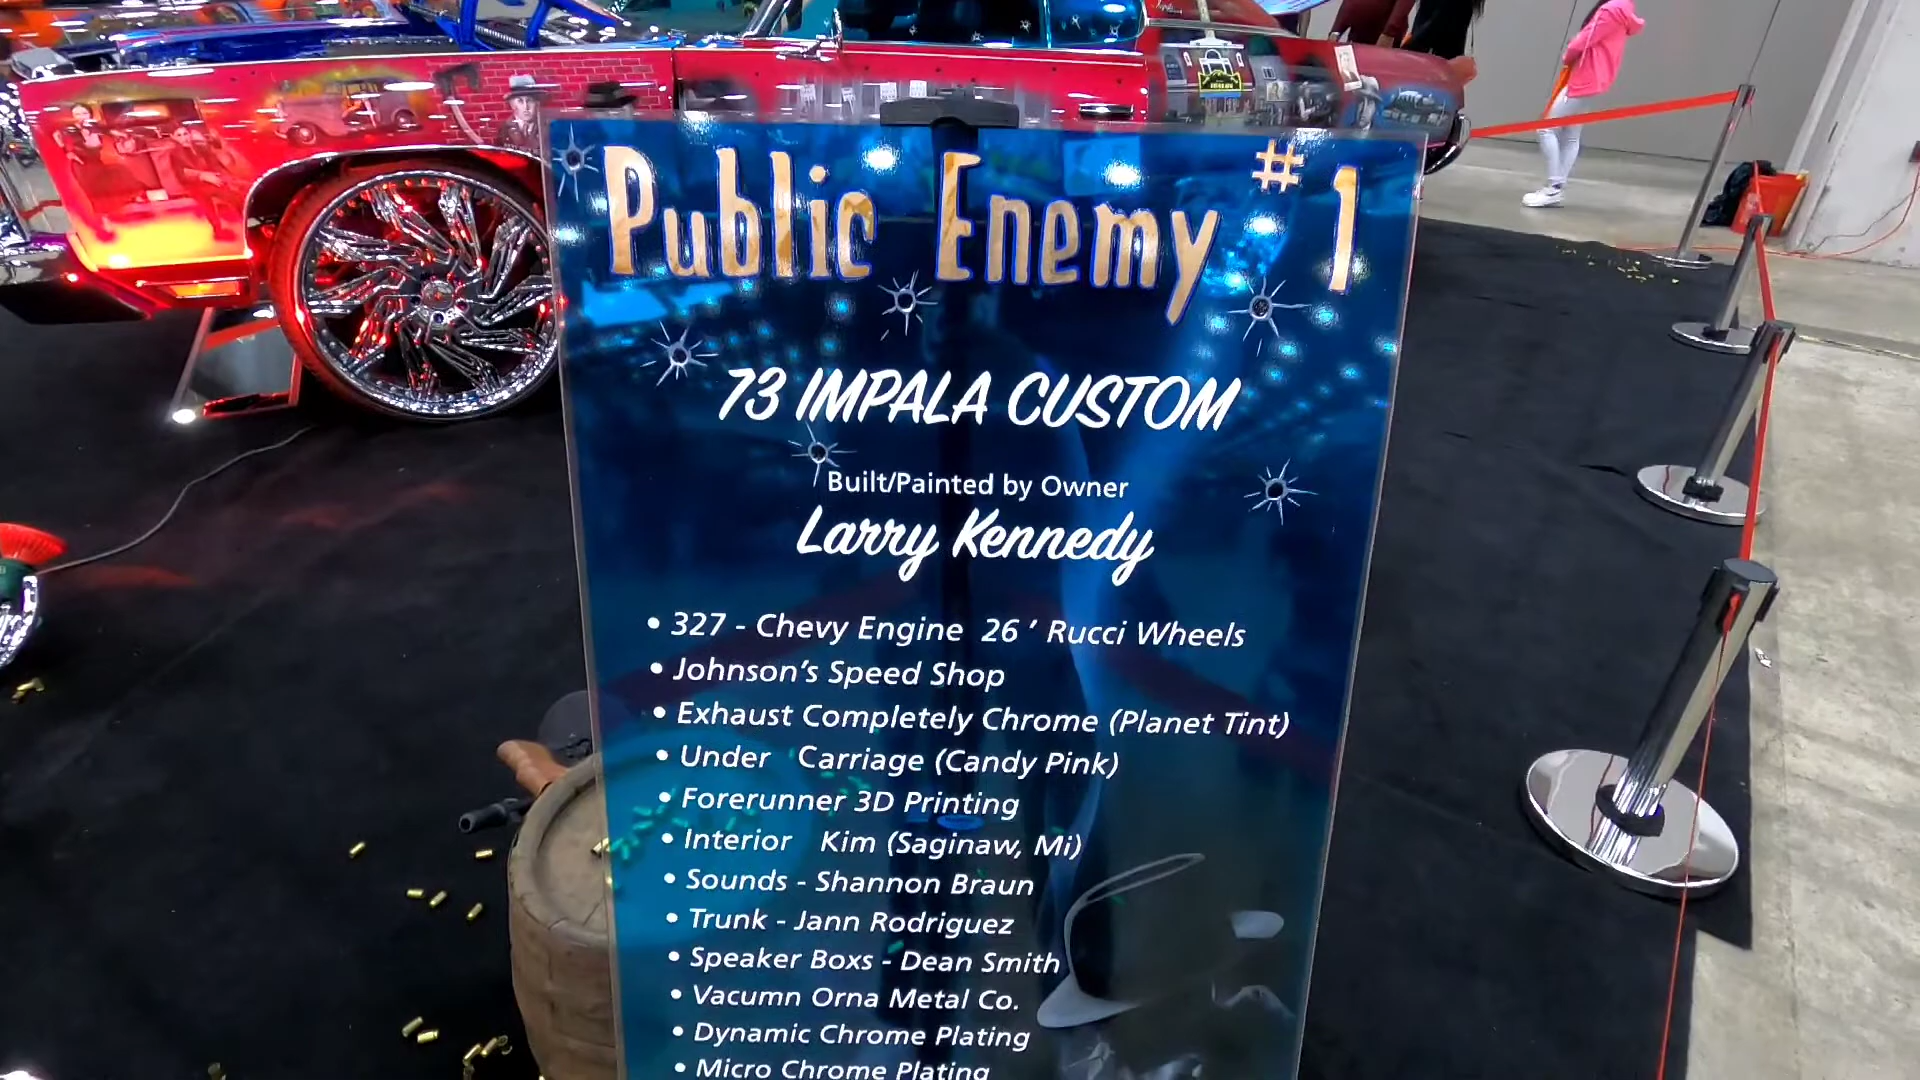 Public Enemy #1
73 IMPALA CUSTOM
Built/Painted by Owner
Larry Kennedy
• 327 - Chevy Engine 26 ' Rucci Wheels
• Johnson's Speed Shop
• Exhaust Completely Chrome (Planet Tint)
• Under Carriage (Candy Pink)
• Forerunner 3D Printing
• Interior Kim (Saginaw, Mi)
• Sounds - Shannon Braun
• Trunk - Jann Rodriguez
• Speaker Boxs - Dean Smith
• Vacumn Orna Metal Co.
• Dynamic Chrome Plating
• Micro Chrome Plating